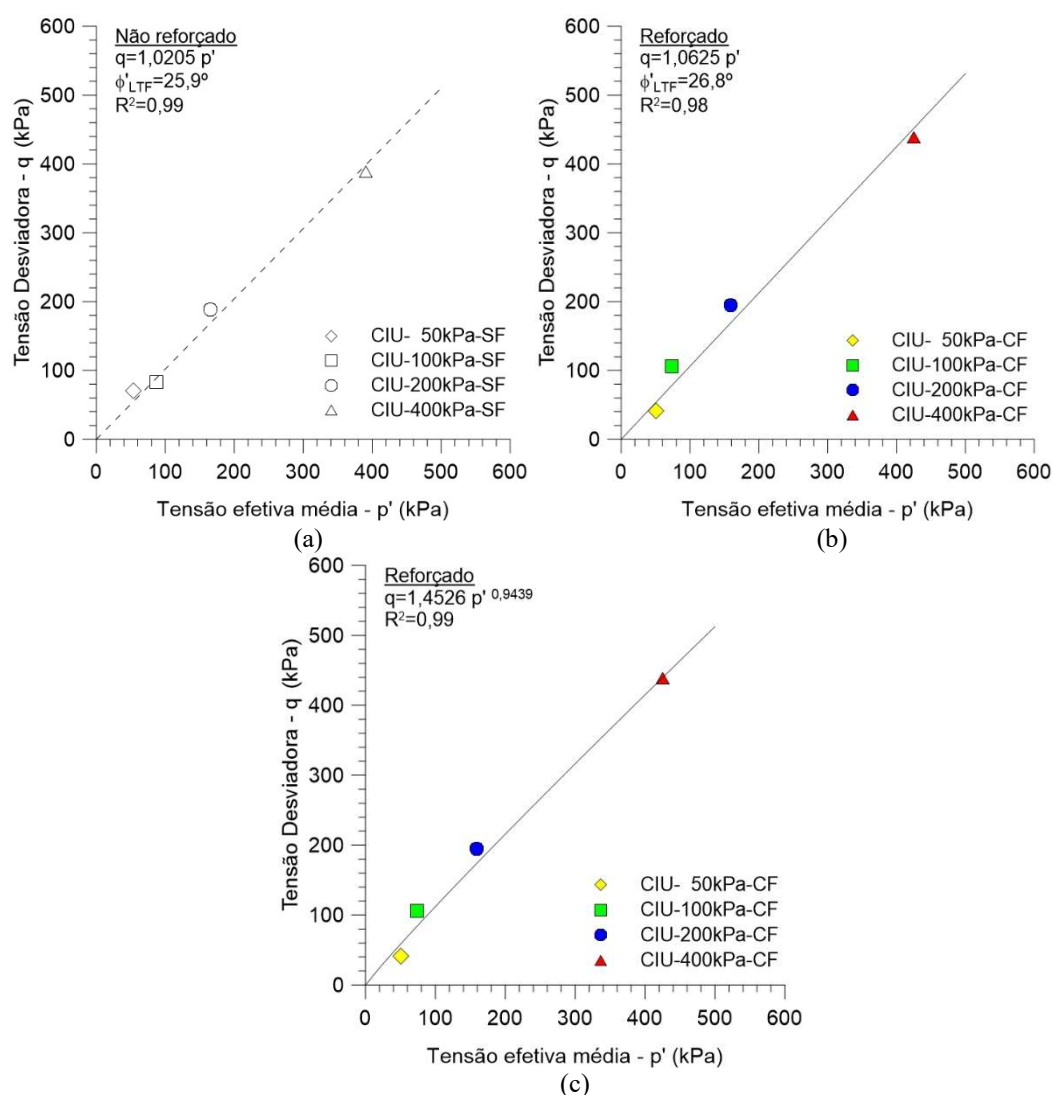 600
500
400
300
200
100
0
Tensão Desviadora - q (kPa)
Não reforçado
q=1,0205 p'
ϕ'LTF=25,9º
R²=0,99
CIU- 50kPa-SF
CIU-100kPa-SF
CIU-200kPa-SF
CIU-400kPa-SF
0 100 200 300 400 500 600
Tensão efetiva média - p' (kPa)
(a)
600
500
400
300
200
100
0
Tensão Desviadora - q (kPa)
Reforçado
q=1,0625 p'
ϕ'LTF=26,8º
R²=0,98
CIU- 50kPa-CF
CIU-100kPa-CF
CIU-200kPa-CF
CIU-400kPa-CF
0 100 200 300 400 500 600
Tensão efetiva média - p' (kPa)
(b)
600
500
400
300
200
100
0
Tensão Desviadora - q (kPa)
Reforçado
q=1,4526 p' 0,9439
R²=0,99
CIU- 50kPa-CF
CIU-100kPa-CF
CIU-200kPa-CF
CIU-400kPa-CF
0 100 200 300 400 500 600
Tensão efetiva média - p' (kPa)
(c)